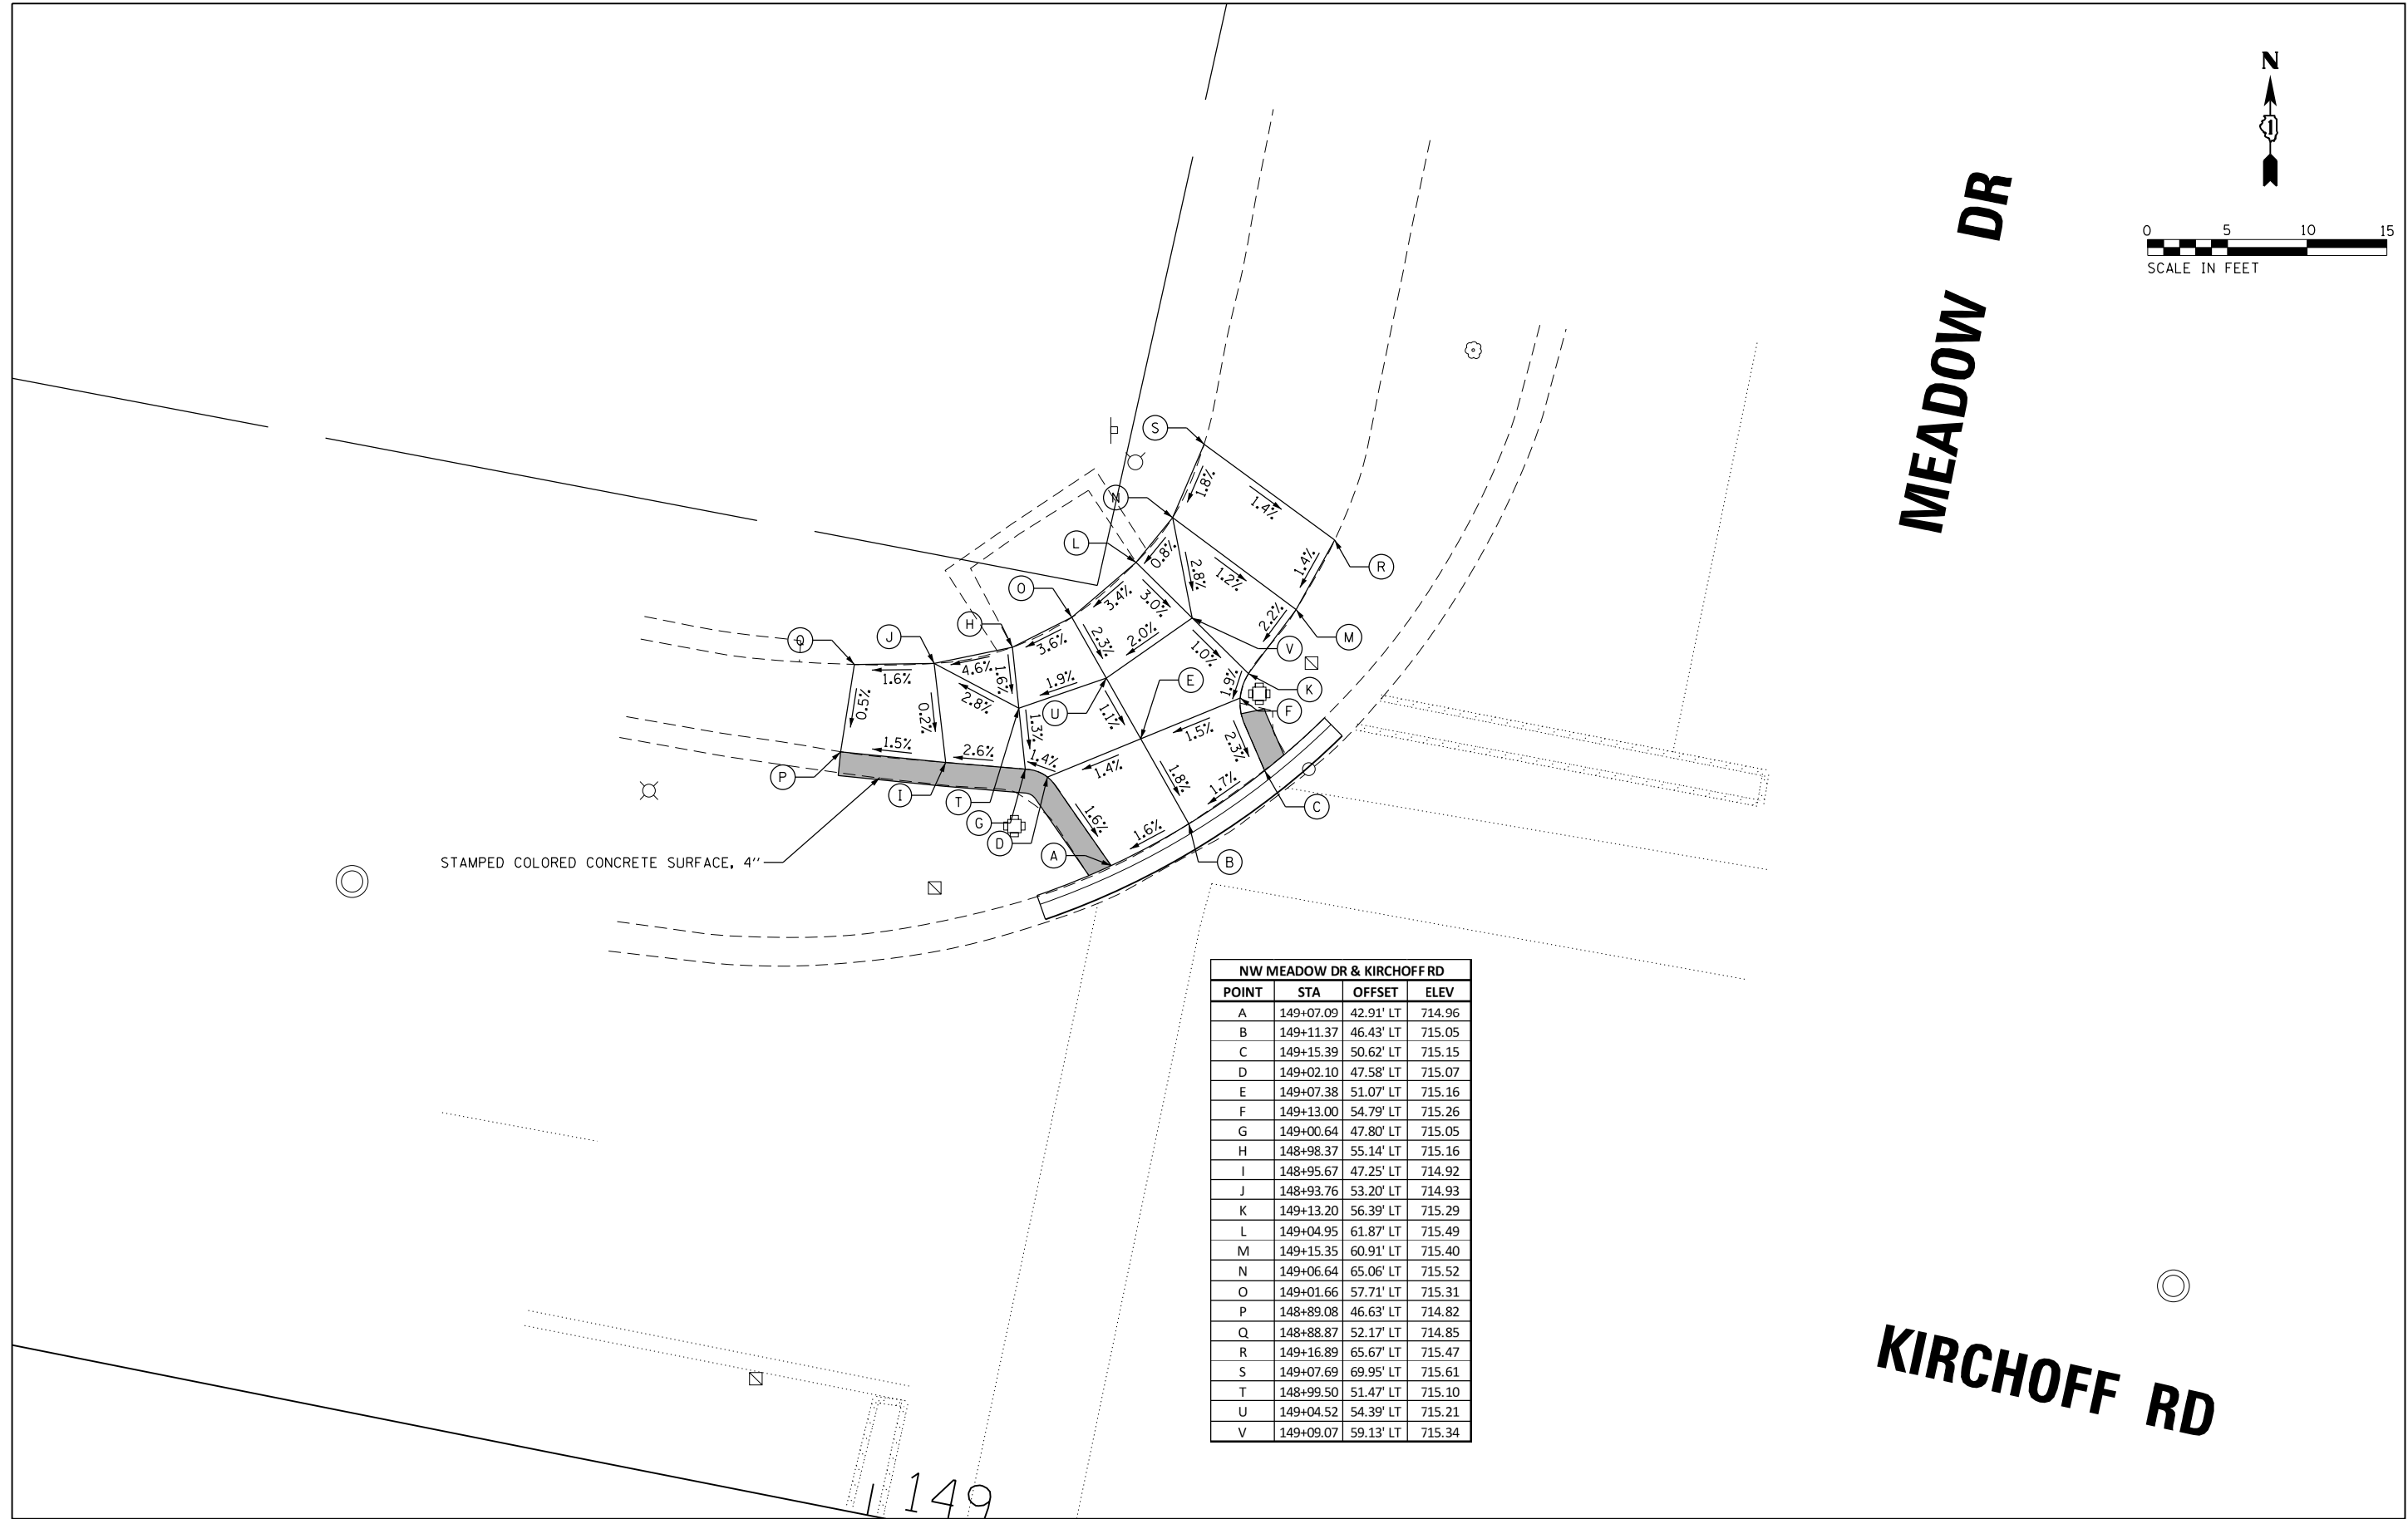 N
1
0 5 10 15
SCALE IN FEET
MEADOW DR
S
1.8%
N
1.4%
L
0.8%
2.8%
1.2%
1.4%
R
O
3.4%
3.0%
2.2%
M
H
3.6%
2.3%
2.0%
1.0%
V
Q
J
4.6%
1.6%
1.9%
E
1.9%
K
1.6%
2.8%
U
1.1%
F
0.5%
0.2%
1.3%
1.5%
2.3%
1.5%
2.6%
1.4%
1.4%
1.8%
1.7%
P
I
T
G
D
1.6%
1.6%
C
A
B
STAMPED COLORED CONCRETE SURFACE, 4"
NW MEADOW DR & KIRCHOFF RD
POINT STA OFFSET ELEV
A 149+07.09 42.91' LT 714.96
B 149+11.37 46.43' LT 715.05
C 149+15.39 50.62' LT 715.15
D 149+02.10 47.58' LT 715.07
E 149+07.38 51.07' LT 715.16
F 149+13.00 54.79' LT 715.26
G 149+00.64 47.80' LT 715.05
H 148+98.37 55.14' LT 715.16
I 148+95.67 47.25' LT 714.92
J 148+93.76 53.20' LT 714.93
K 149+13.20 56.39' LT 715.29
L 149+04.95 61.87' LT 715.49
M 149+15.35 60.91' LT 715.40
N 149+06.64 65.06' LT 715.52
O 149+01.66 57.71' LT 715.31
P 148+89.08 46.63' LT 714.82
Q 148+88.87 52.17' LT 714.85
R 149+16.89 65.67' LT 715.47
S 149+07.69 69.95' LT 715.61
T 148+99.50 51.47' LT 715.10
U 149+04.52 54.39' LT 715.21
V 149+09.07 59.13' LT 715.34
KIRCHOFF RD
149